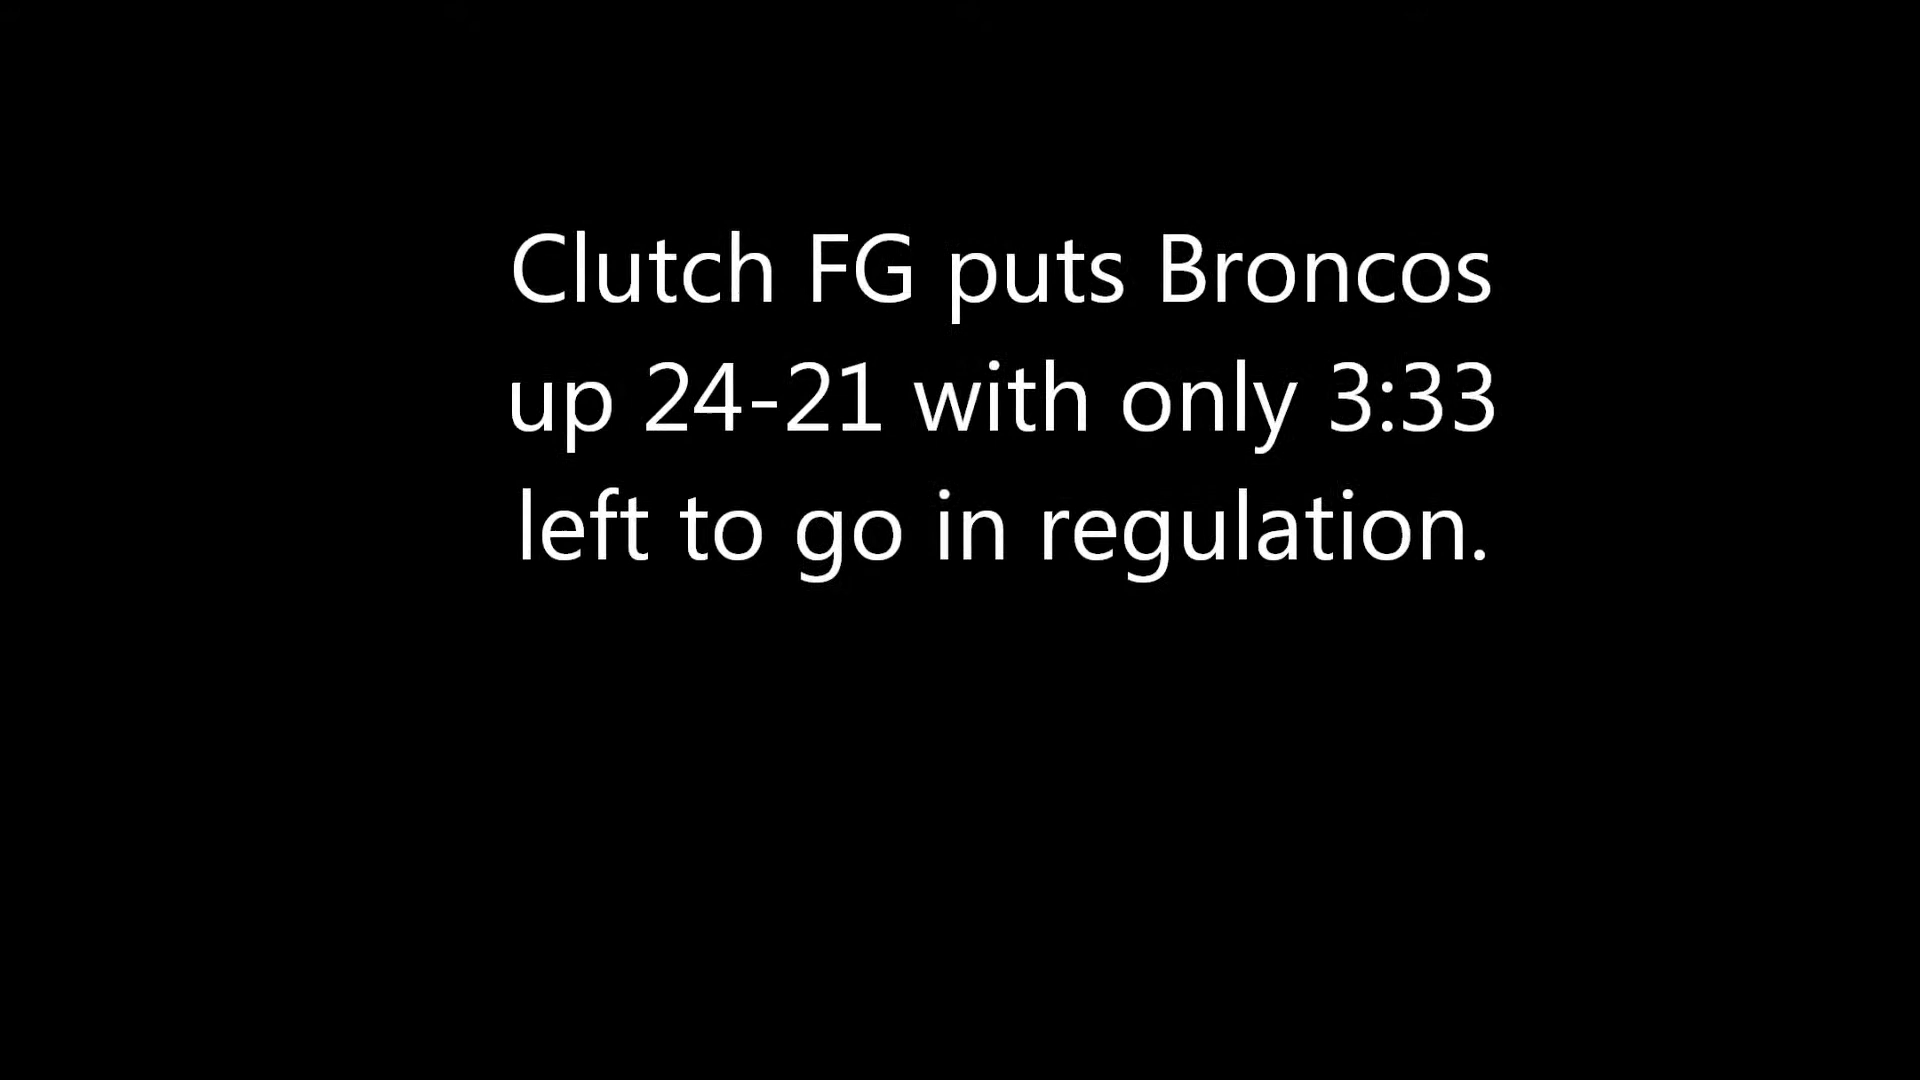 Clutch FG puts Broncos
up 24-21 with only 3:33
left to go in regulation.